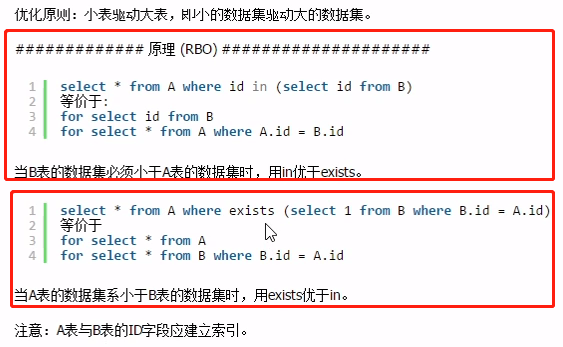 优化原则：小表驱动大表，即小的数据集驱动大的数据集。
############# 原理 (RBO) #####################
1 select * from A where id in (select id from B)
2 等价于:
3 for select id from B
4 for select * from A where A.id = B.id
当B表的数据集必须小于A表的数据集时，用in优于exists。
1 select * from A where exists (select 1 from B where B.id = A.id)
2 等价于
3 for select * from A
4 for select * from B where B.id = A.id
当A表的数据集系小于B表的数据集时，用exists优于in。
注意：A表与B表的ID字段应建立索引。